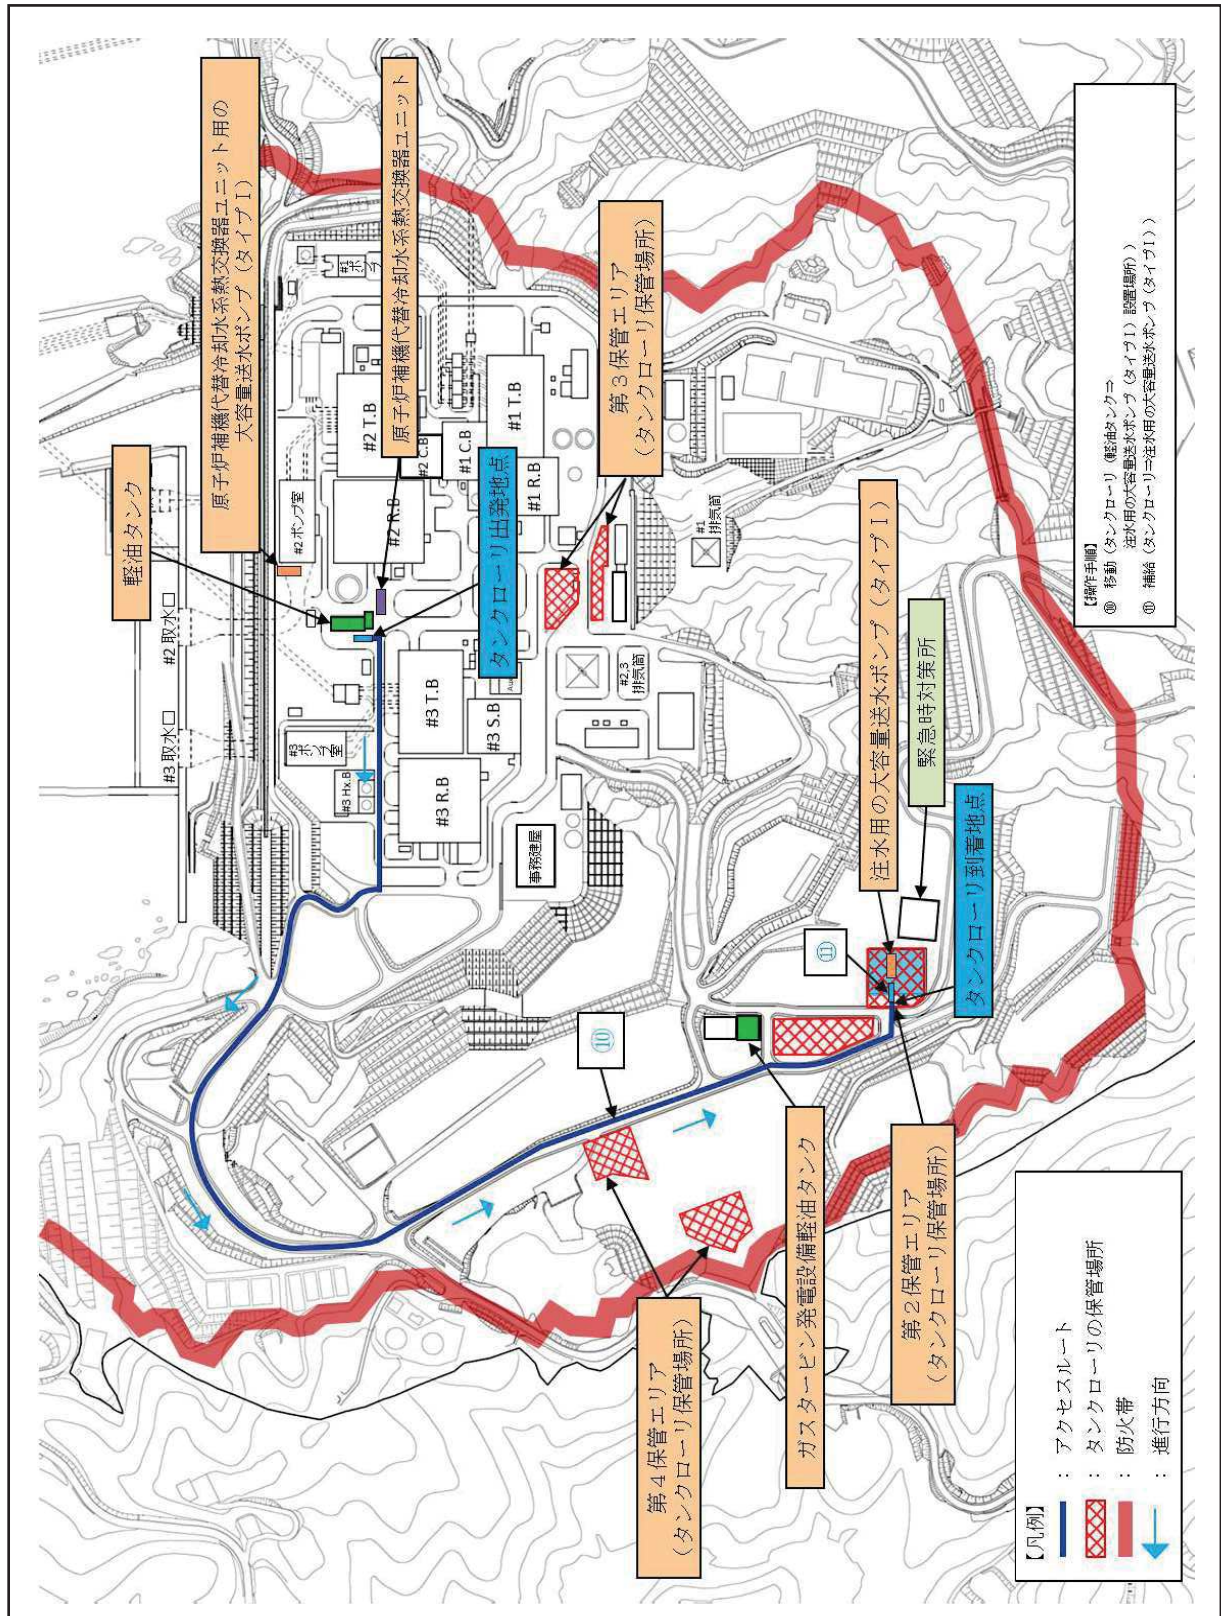 原子炉補機代替冷却水系熱交換器ユニット用の
大容量送水ポンプ（タイプⅠ）
原子炉補機代替冷却水系熱交換器ユニット
軽油タンク
タンクローリ出発地点
第３保管エリア
（タンクローリ保管場所）
#3 取水口
#2 取水口
#3
ポンプ室
#3 Hx.B
#2 ポンプ室
#1
#2 T.B
#2 R.B
#2 C.B
#1 C.B
#1 T.B
#1 R.B
#3 T.B
#3 S.B
#3 R.B
事務建屋
#2,3
排気筒
#1
排気筒
注水用の大容量送水ポンプ（タイプⅠ）
緊急時対策所
タンクローリ到着地点
⑩
⑪
第４保管エリア
（タンクローリ保管場所）
ガスタービン発電設備軽油タンク
第２保管エリア
（タンクローリ保管場所）
【凡例】
：アクセスルート
：タンクローリの保管場所
：防火帯
：進行方向
【操作手順】
⑩ 移動（タンクローリ（軽油タンク⇒
注水用の大容量送水ポンプ（タイプⅠ）設置場所））
⑪ 補給（タンクローリ⇒注水用の大容量送水ポンプ（タイプⅠ））